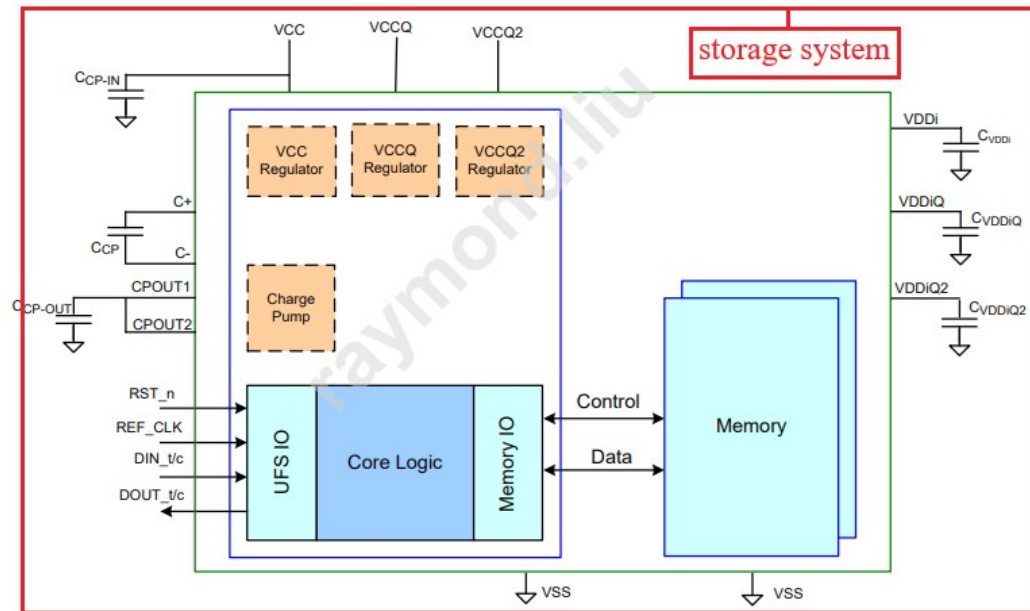 storage system
VCC
VCCQ
VCCQ2
CCP-IN
VCC
Regulator
VCCQ
Regulator
VCCQ2
Regulator
VDDi
CVDDi
C+
CCP
C-
VDDiQ
CVDDiQ
CPOUT1
CCP-OUT
CPOUT2
Charge
Pump
VDDiQ2
CVDDiQ2
RST_n
REF_CLK
DIN_t/c
DOUT_t/c
UFS IO
Core Logic
Memory IO
Control
Data
Memory
VSS
VSS
raymond.liu